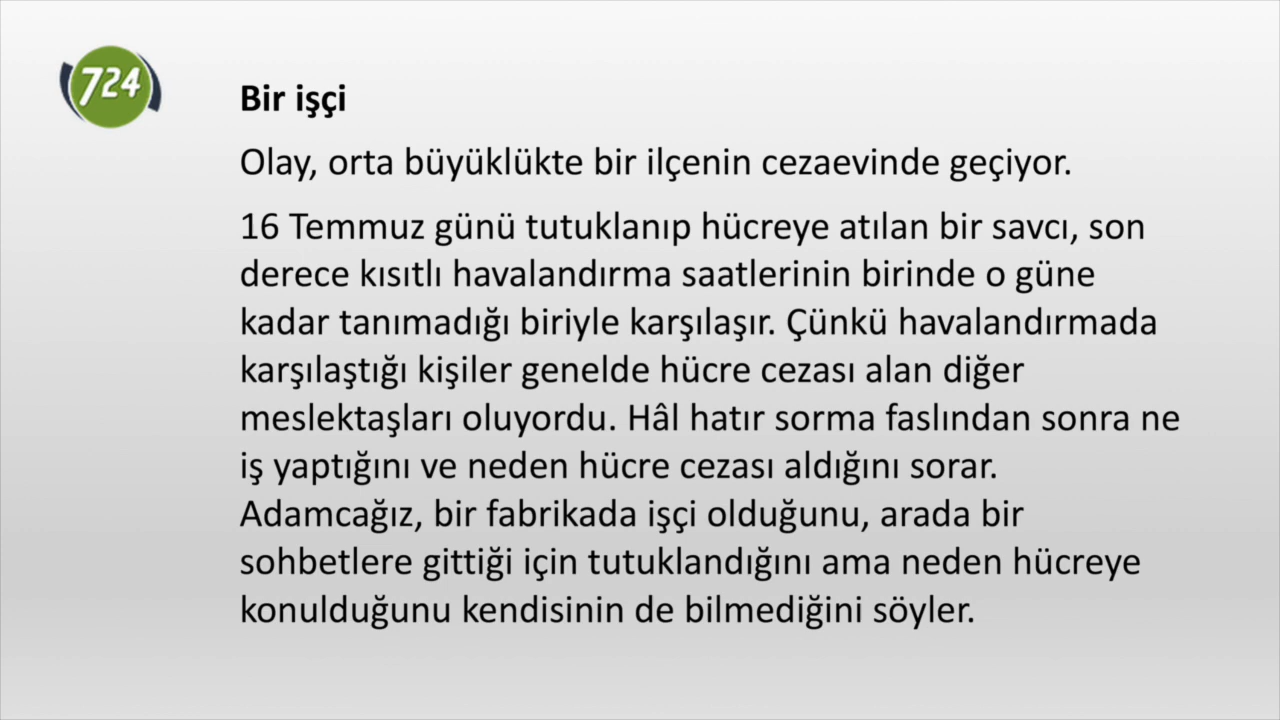 724
Bir işçi
Olay, orta büyüklükte bir ilçenin cezaevinde geçiyor.
16 Temmuz günü tutuklanıp hücreye atılan bir savcı, son
derece kısıtlı havalandırma saatlerinin birinde o güne
kadar tanımadığı biriyle karşılaşır. Çünkü havalandırmada
karşılaştığı kişiler genelde hücre cezası alan diğer
meslektaşları oluyordu. Hâl hatır sorma faslından sonra ne
iş yaptığını ve neden hücre cezası aldığını sorar.
Adamcağız, bir fabrikada işçi olduğunu, arada bir
sohbetlere gittiği için tutuklandığını ama neden hücreye
konulduğunu kendisinin de bilmediğini söyler.